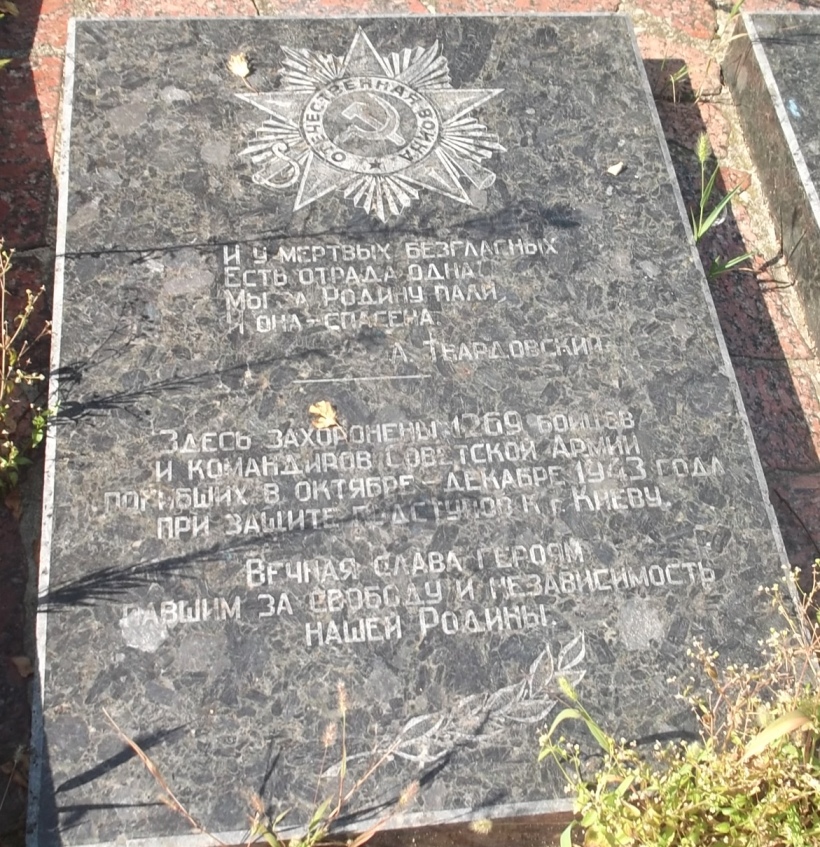 ОТЕЧЕСТВЕННАЯ ВОЙНА
И У МЕРТВЫХ БЕЗГЛАСНЫХ
ЕСТЬ ОТРАДА ОДНА:
МЫ ЗА РОДИНУ ПАЛИ,
И ОНА – СПАСЕНА.
А. ТВАРДОВСКИЙ
ЗДЕСЬ ЗАХОРОНЕНЫ 1269 БОЙЦОВ
И КОМАНДИРОВ СОВЕТСКОЙ АРМИИ
ПОГИБШИХ В ОКТЯБРЕ – ДЕКАБРЕ 1943 ГОДА
ПРИ ЗАЩИТЕ ПОДСТУПОВ К Г. КИЕВУ.
ВЕЧНАЯ СЛАВА ГЕРОЯМ
ПАВШИМ ЗА СВОБОДУ И НЕЗАВИСИМОСТЬ
НАШЕЙ РОДИНЫ.